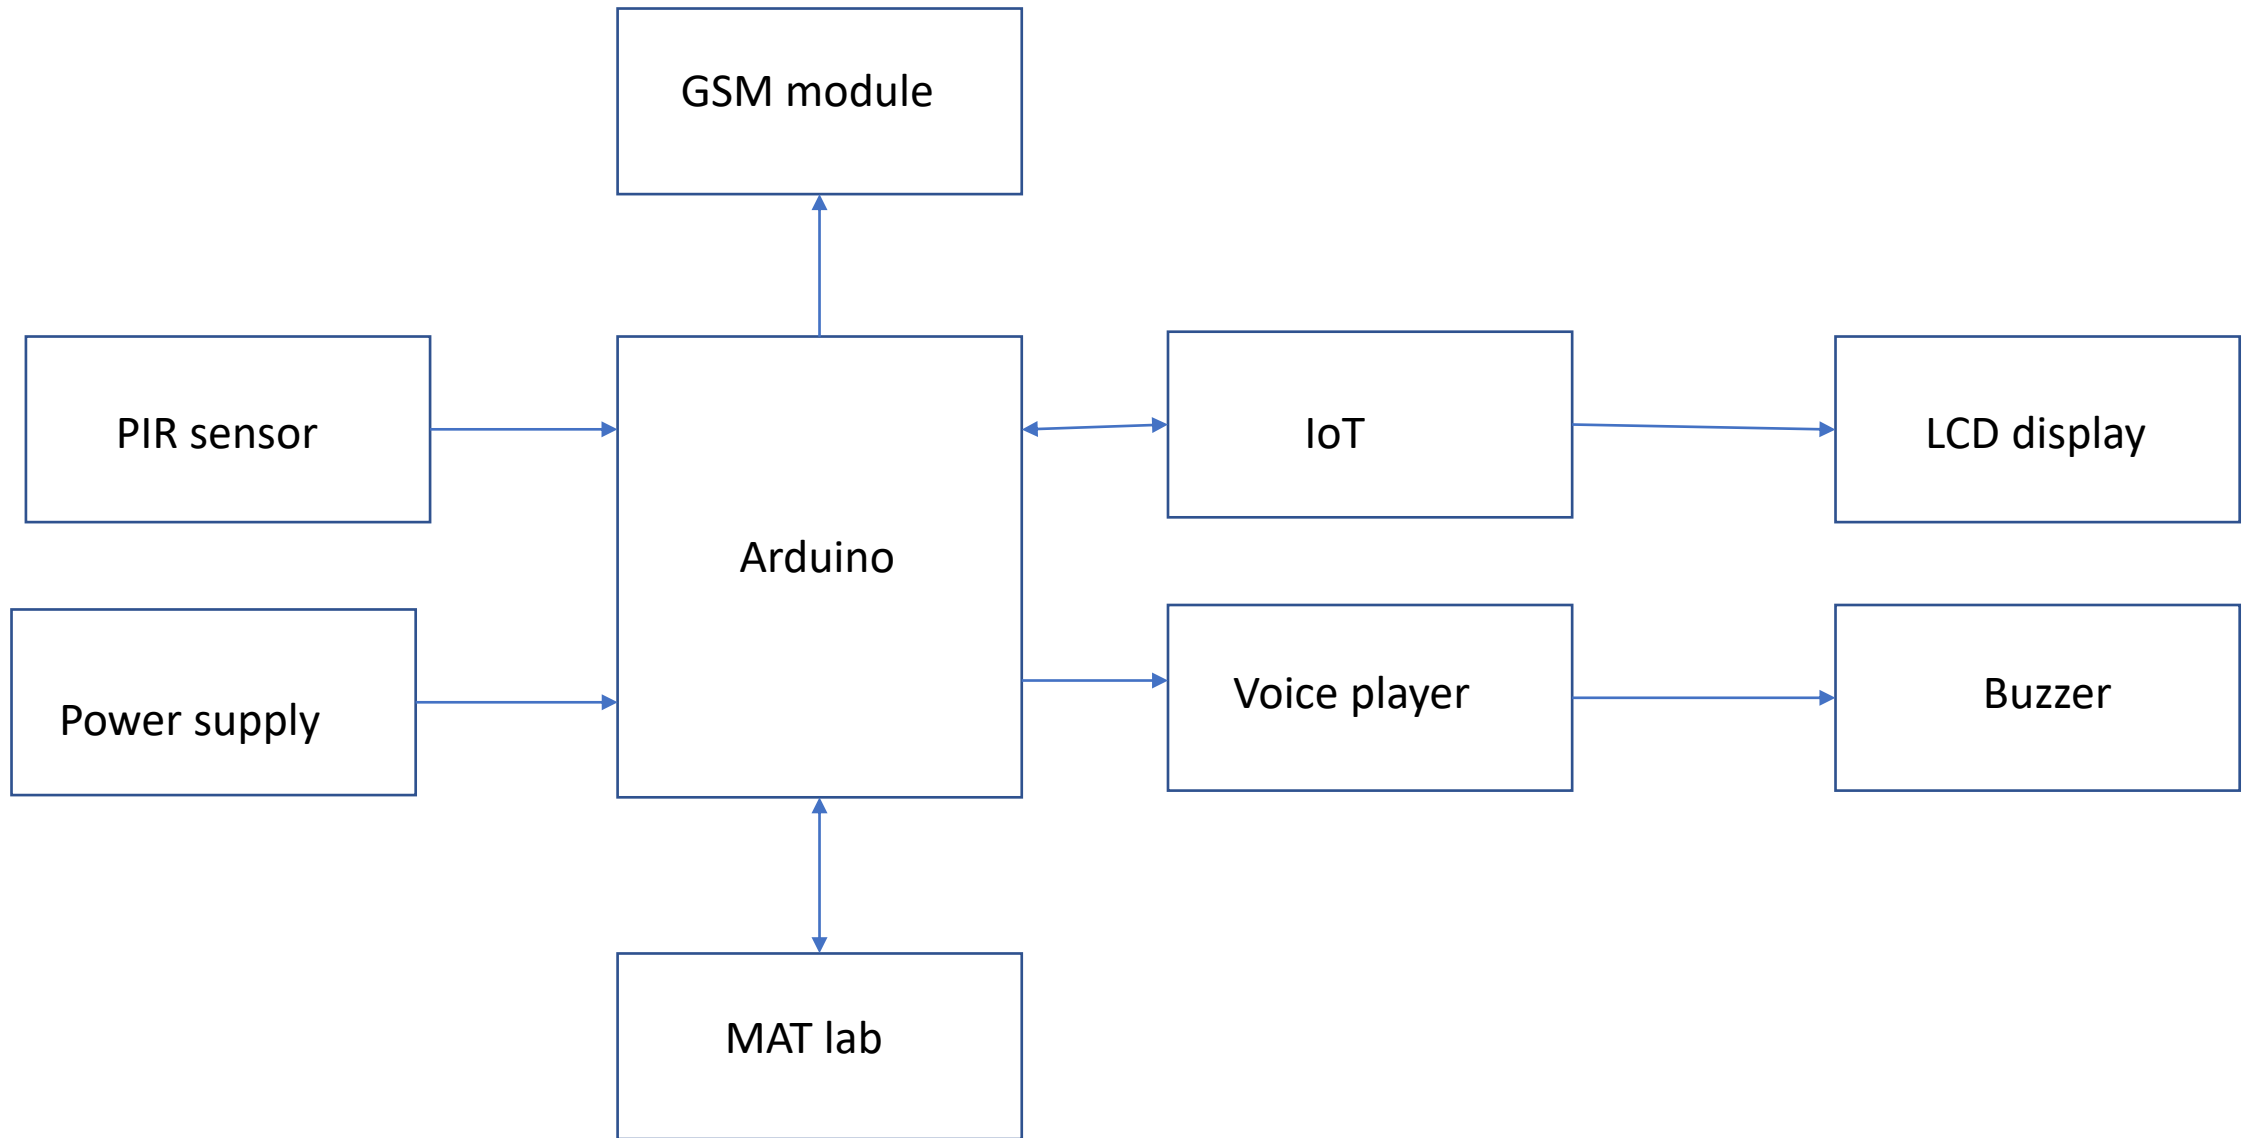 GSM module
PIR sensor
IoT
LCD display
Arduino
Power supply
Voice player
Buzzer
MAT lab